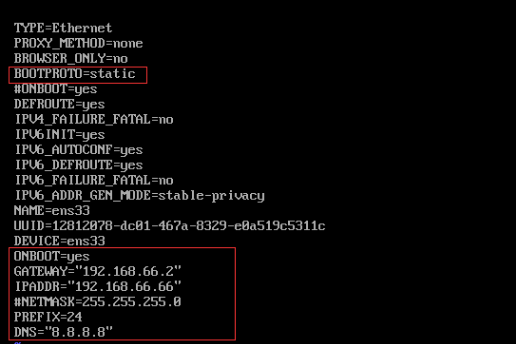 TYPE=Ethernet
PROXY_METHOD=none
BROWSER_ONLY=no
BOOTPROTO=static
#ONBOOT=yes
DEFROUTE=yes
IPV4_FAILURE_FATAL=no
IPV6INIT=yes
IPV6_AUTOCONF=yes
IPV6_DEFROUTE=yes
IPV6_FAILURE_FATAL=no
IPV6_ADDR_GEN_MODE=stable-privacy
NAME=ens33
UUID=12812078-dc01-467a-8329-e0a519c5311c
DEVICE=ens33
ONBOOT=yes
GATEWAY="192.168.66.2"
IPADDR="192.168.66.66"
#NETMASK=255.255.255.0
PREFIX=24
DNS="8.8.8.8"